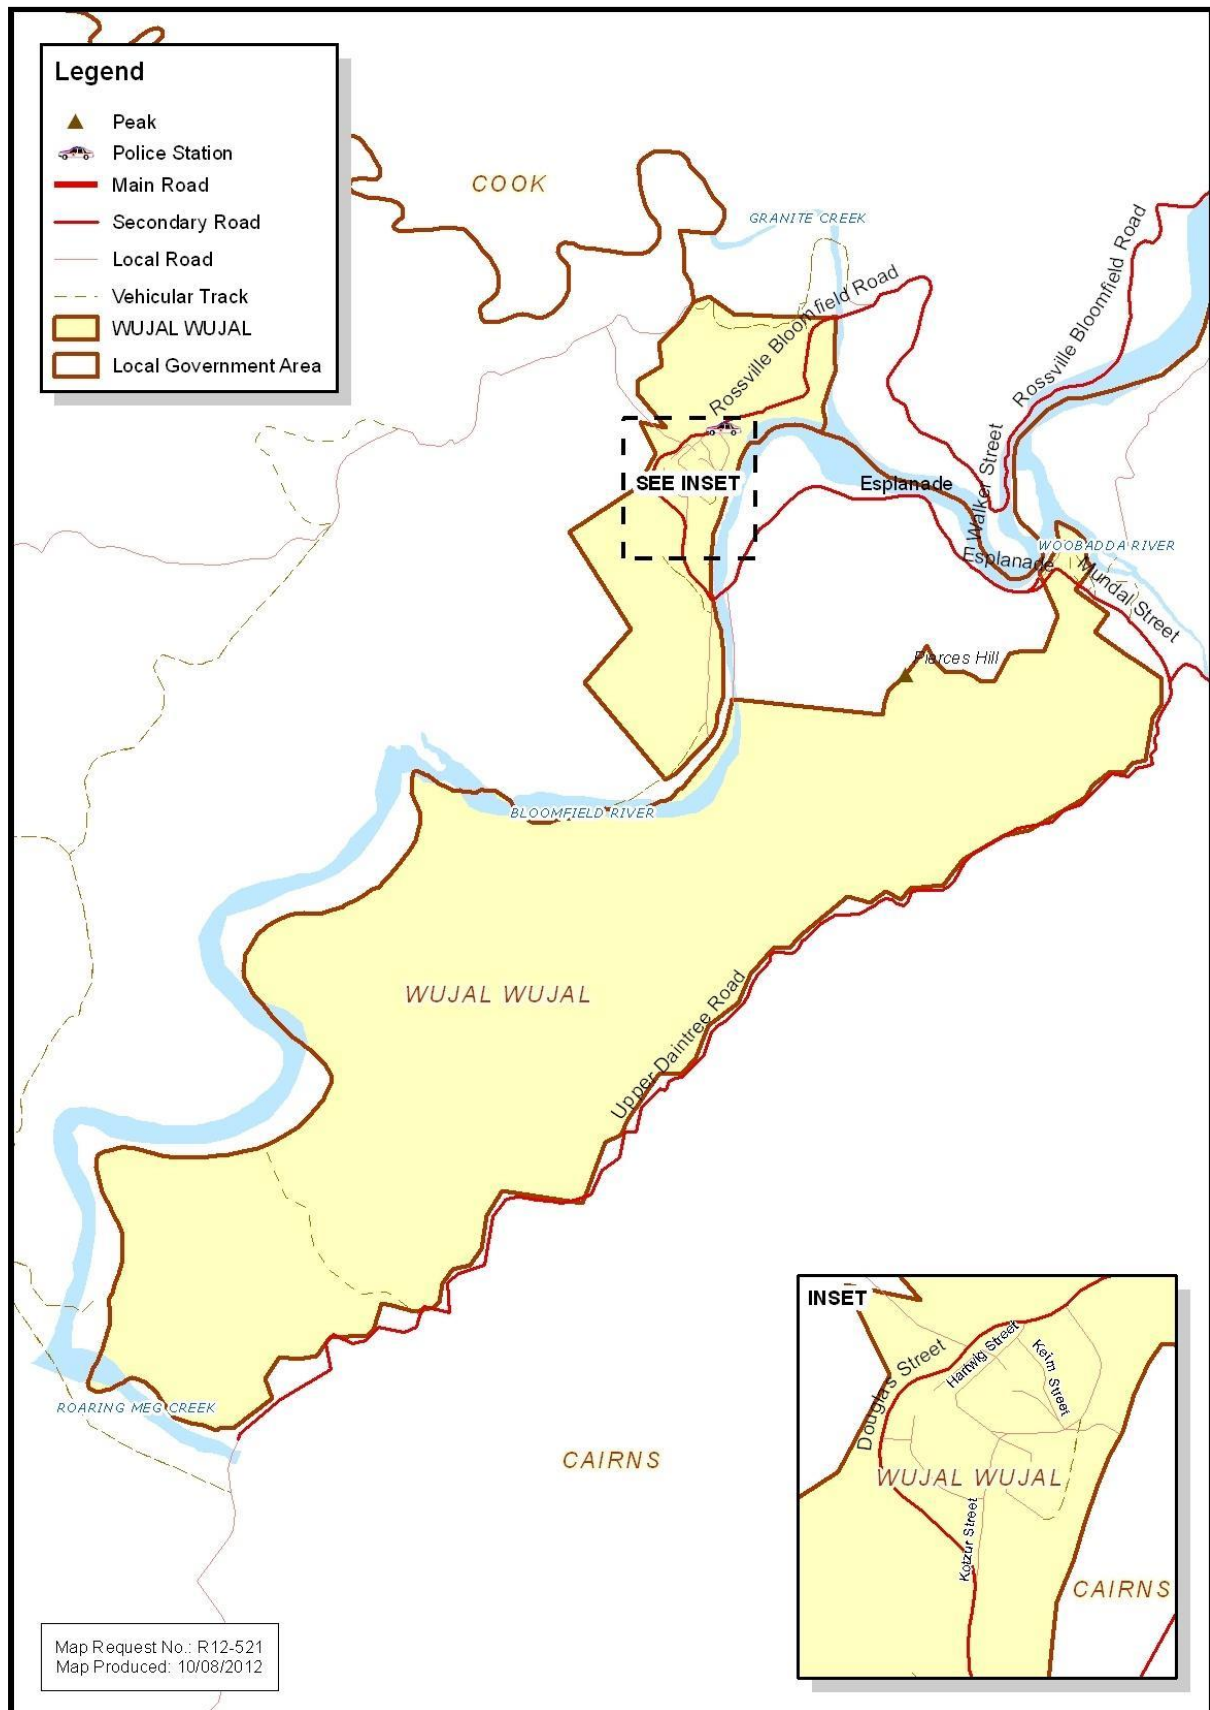 Legend
Peak
Police Station
Main Road
Secondary Road
Local Road
Vehicular Track
WUJAL WUJAL
Local Government Area
COOK
GRANITE CREEK
Rossville Bloomfield Road
Rossville Bloomfield Road
SEE INSET
Esplanade
Walker Street
Esplanade
WOOBADDA RIVER
Mundal Street
Pierces Hill
BLOOMFIELD RIVER
WUJAL WUJAL
Upper Daintree Road
ROARING MEG CREEK
CAIRNS
INSET
Douglas Street
Hartwig Street
Keim Street
WUJAL WUJAL
Kotzur Street
CAIRNS
Map Request No.: R12-521
Map Produced: 10/08/2012